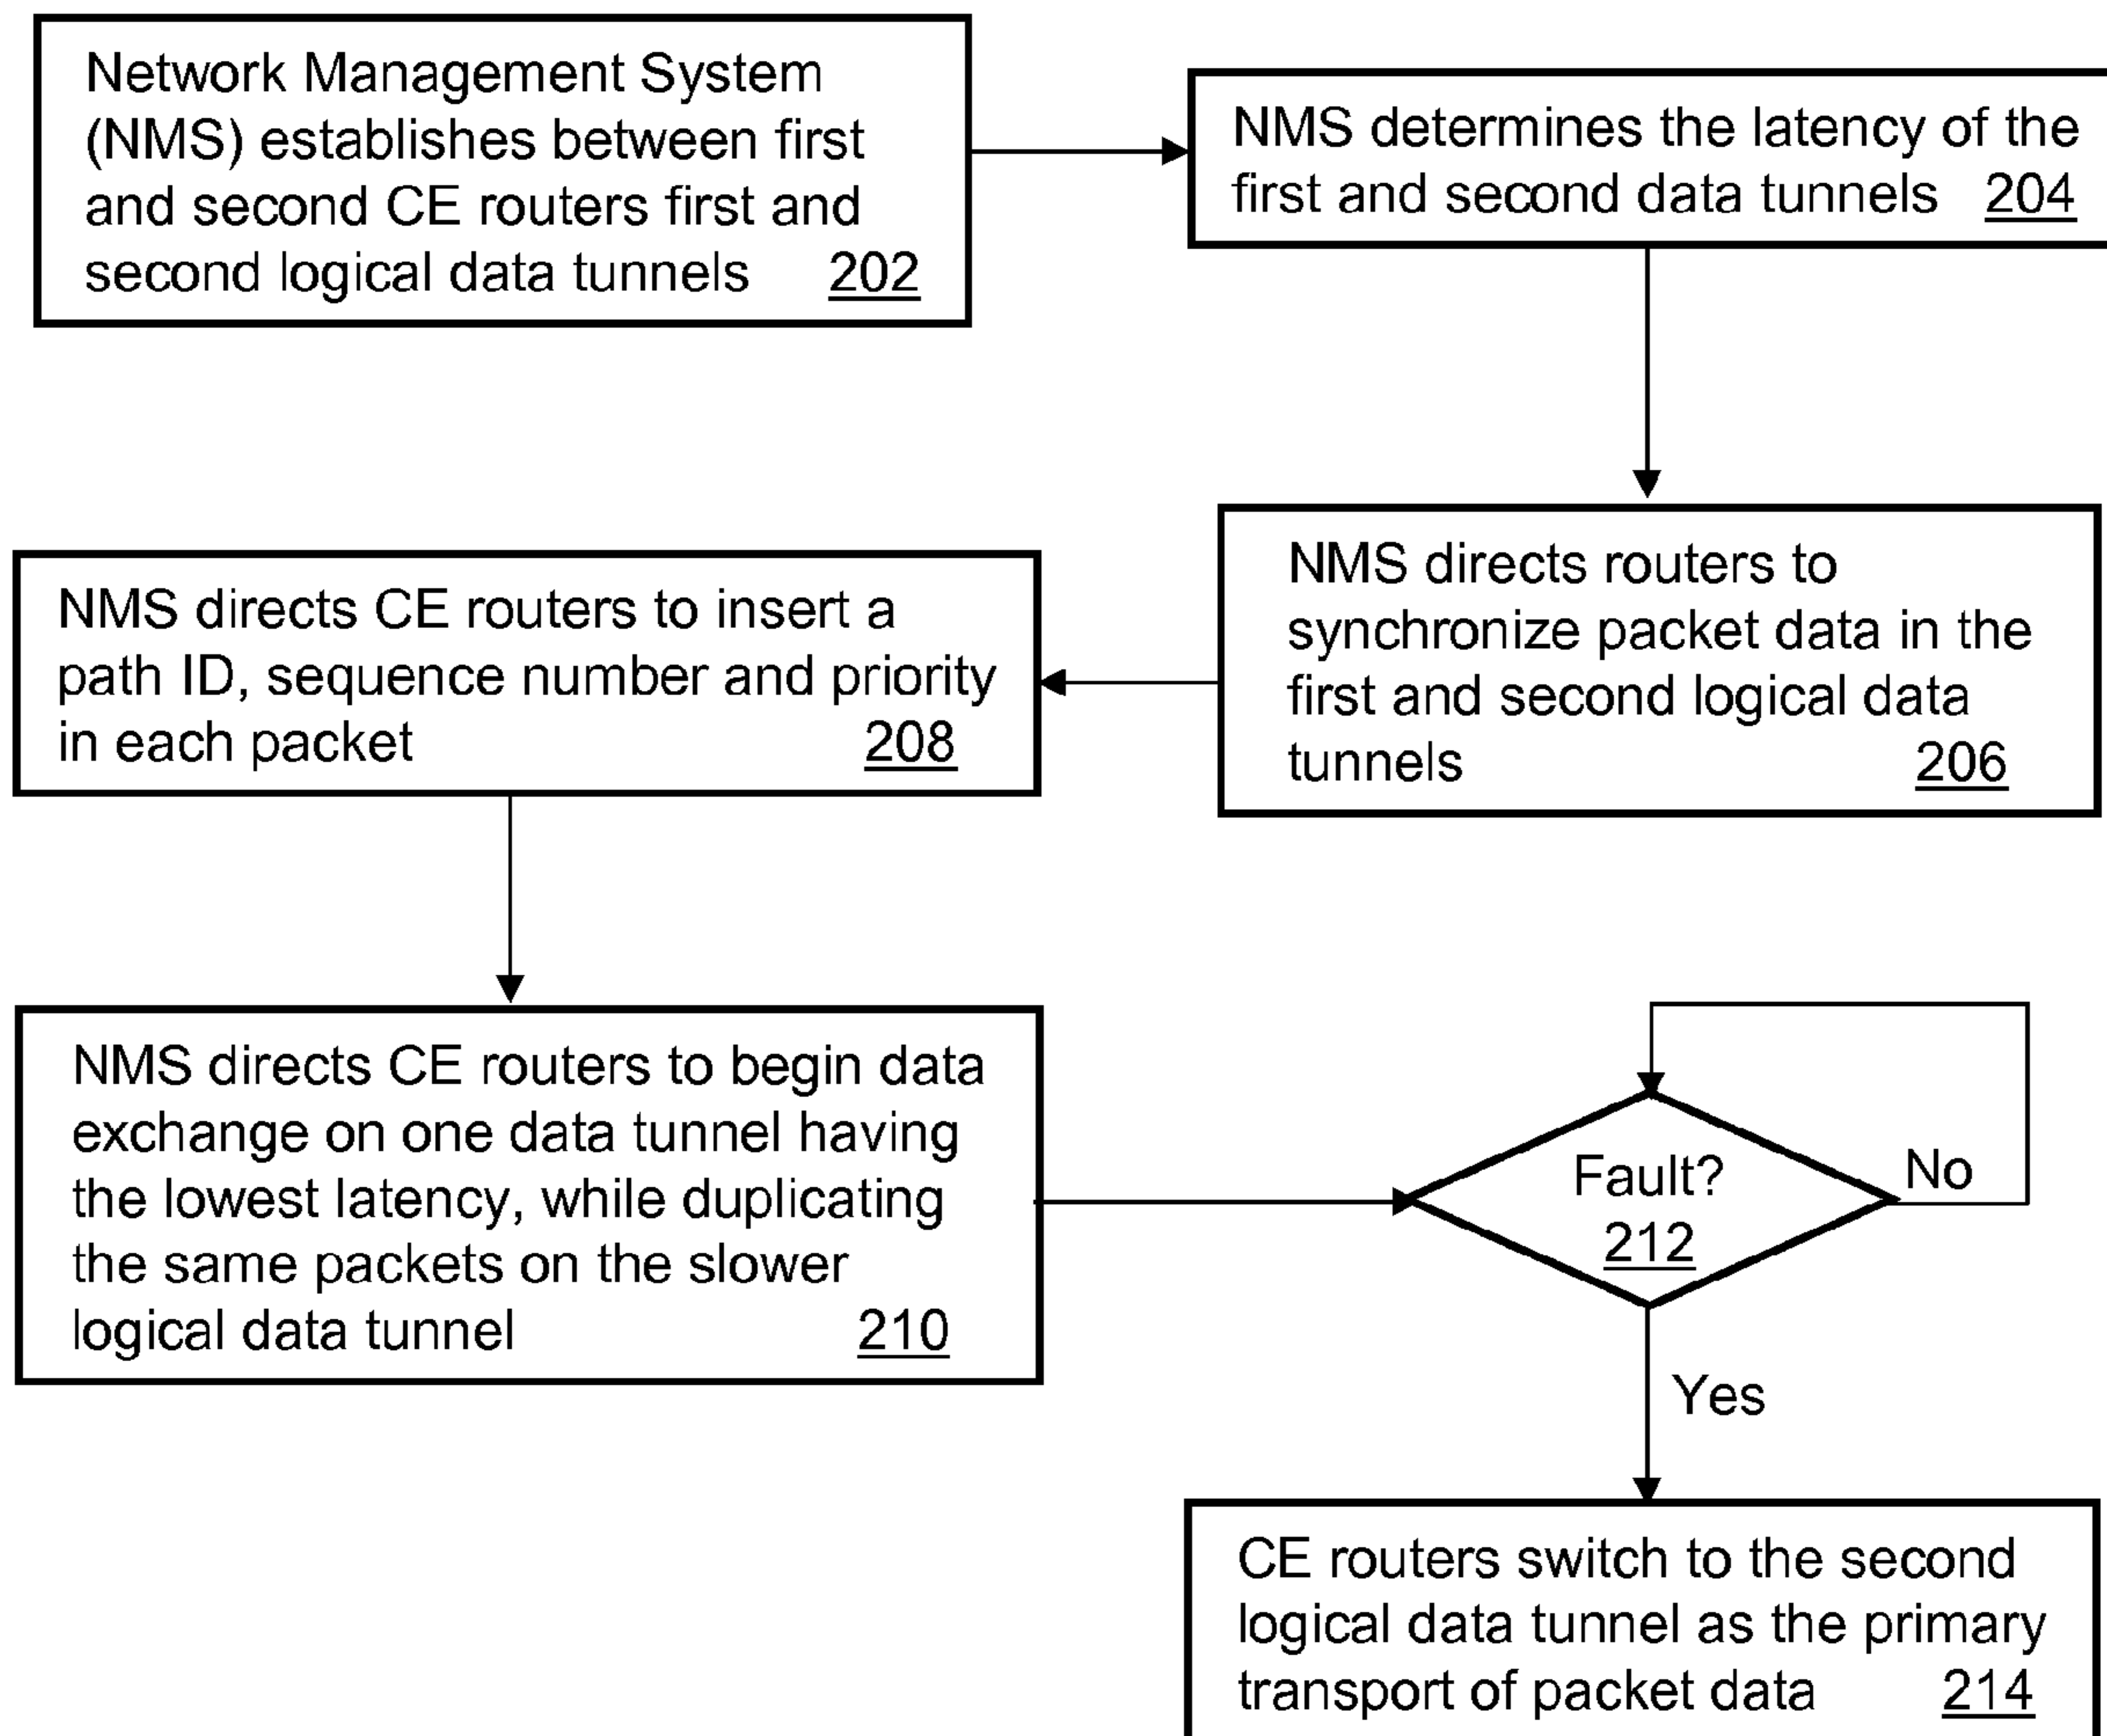 Network Management System
(NMS) establishes between first
and second CE routers first and
second logical data tunnels 202
NMS determines the latency of the
first and second data tunnels 204
NMS directs routers to
synchronize packet data in the
first and second logical data
tunnels 206
NMS directs CE routers to insert a
path ID, sequence number and priority
in each packet 208
NMS directs CE routers to begin data
exchange on one data tunnel having
the lowest latency, while duplicating
the same packets on the slower
logical data tunnel 210
Fault?
212
No
Yes
CE routers switch to the second
logical data tunnel as the primary
transport of packet data 214